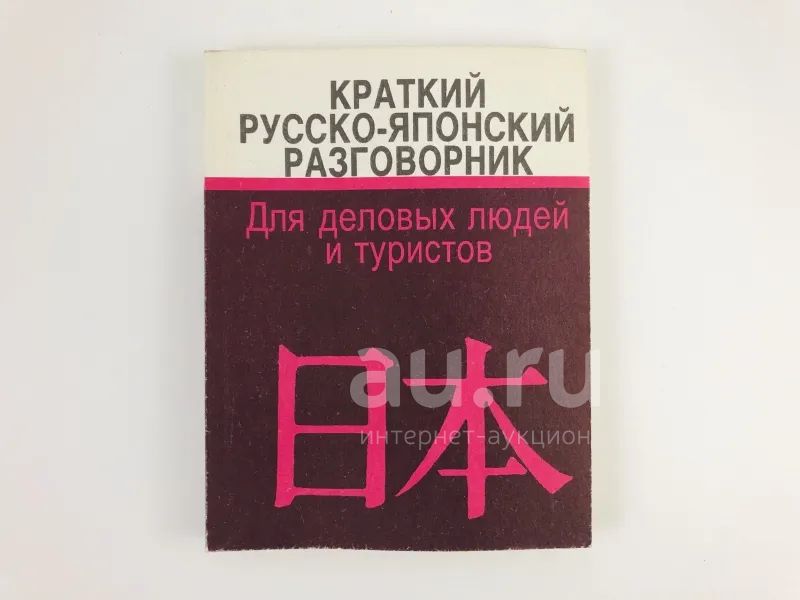 КРАТКИЙ
РУССКО-ЯПОНСКИЙ
РАЗГОВОРНИК
Для деловых людей
и туристов
日本
au.ru
интернет-аукцион